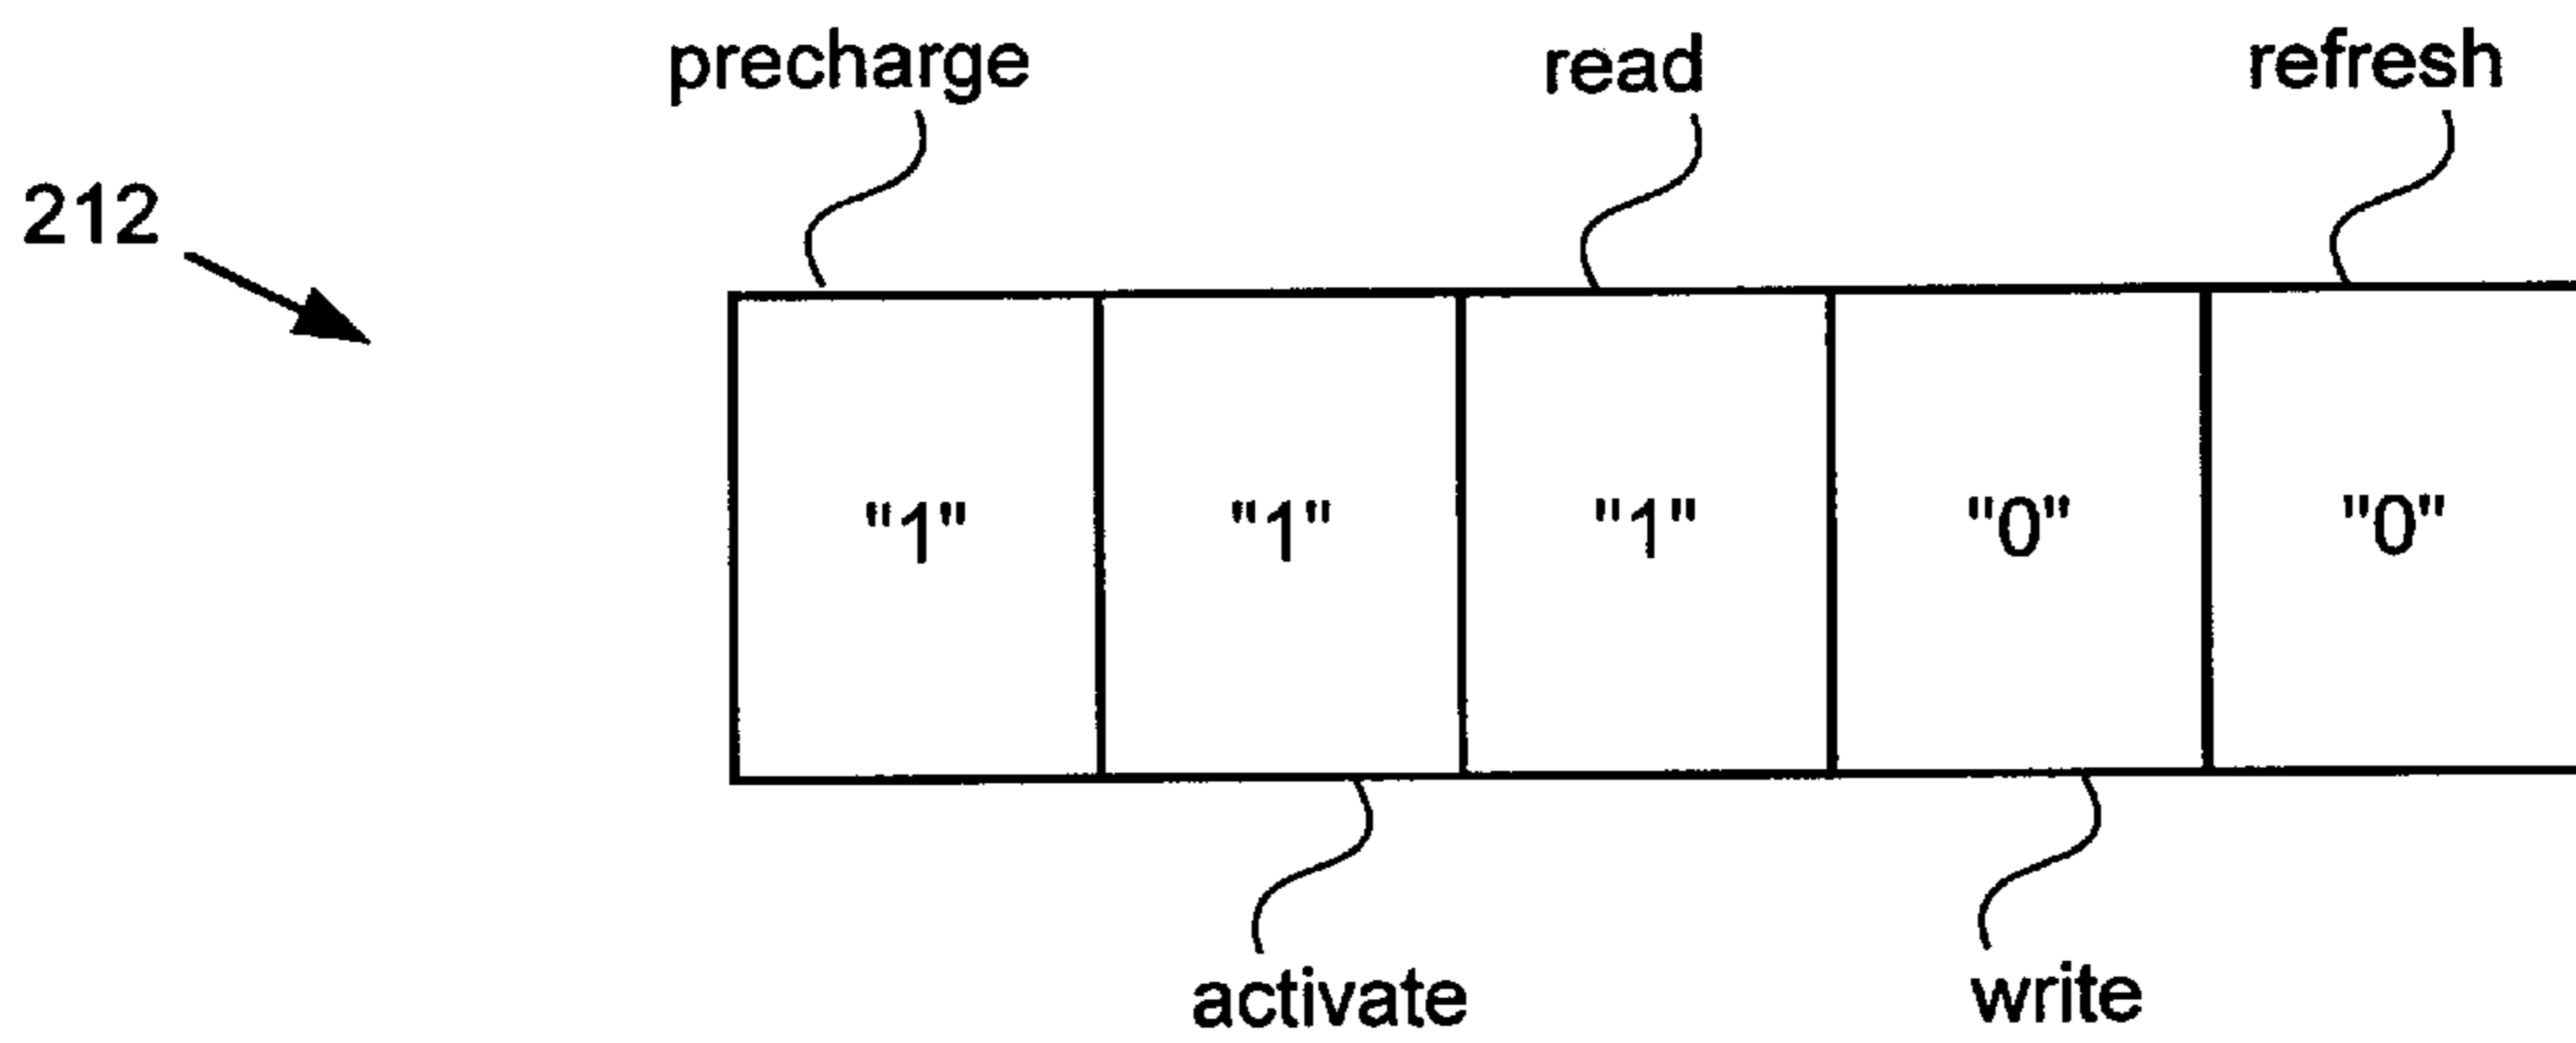 precharge read refresh
212
"1" "1" "1" "0" "0"
activate write